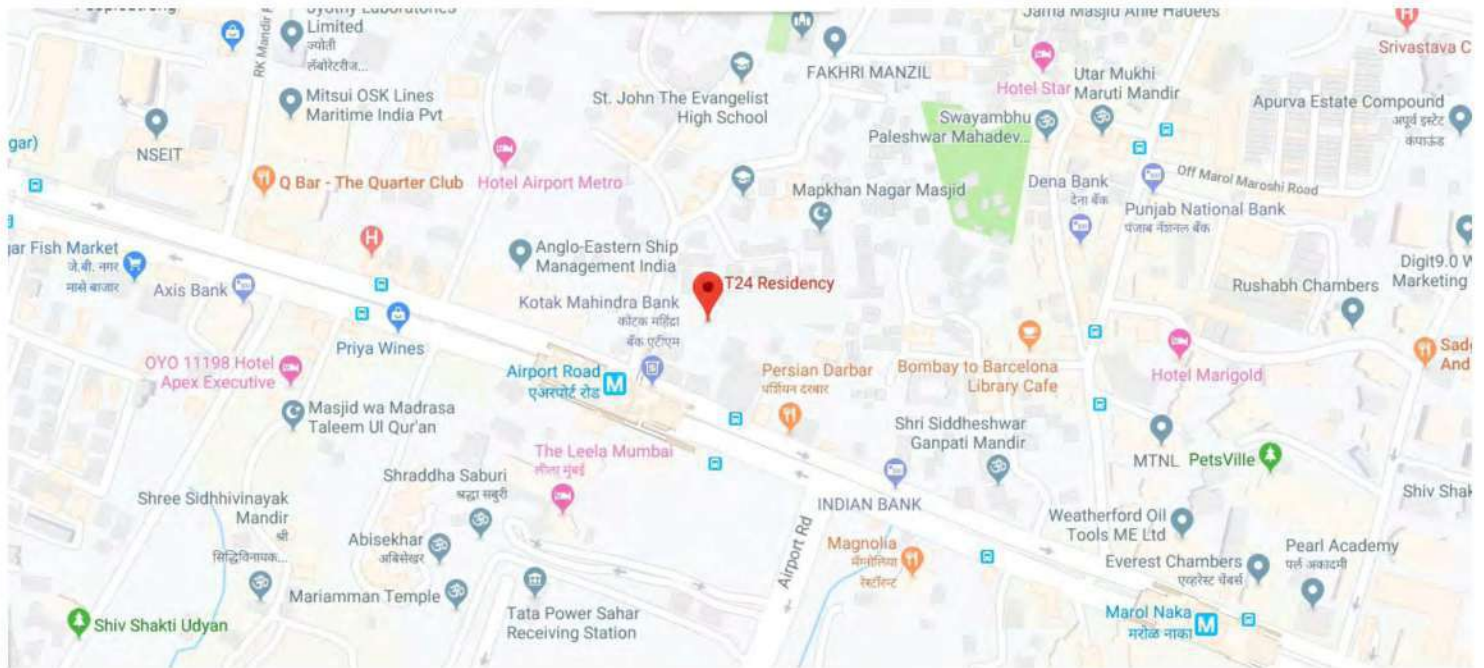 Limited
ज्योती
लॅबोरेटरीज...
RK Mandir R
Mitsui OSK Lines
Maritime India Pvt
NSEIT
gar)
Q Bar - The Quarter Club
Hotel Airport Metro
St. John The Evangelist
High School
FAKHRI MANZIL
Jama Masjid Ahle Hadees
Hotel Star
Utar Mukhi
Maruti Mandir
Srivastava C
Swayambhu
Paleshwar Mahadev...
Apurva Estate Compound
अपूर्व इस्टेट
कंपाऊंड
Mapkhan Nagar Masjid
Dena Bank
देना बँक
Off Marol Maroshi Road
Punjab National Bank
पंजाब नॅशनल बँक
gar Fish Market
जे.बी. नगर
मासे बाजार
Axis Bank
Anglo-Eastern Ship
Management India
T24 Residency
Digit9.0 W
Marketing
Rushabh Chambers
Kotak Mahindra Bank
कोटक महिंद्रा
बँक एटीएम
Priya Wines
OYO 11198 Hotel
Apex Executive
Airport Road
एअरपोर्ट रोड
M
Persian Darbar
पर्शियन दरबार
Bombay to Barcelona
Library Cafe
Hotel Marigold
And
Masjid wa Madrasa
Taleem Ul Qur'an
Shri Siddheshwar
Ganpati Mandir
The Leela Mumbai
लीला मुंबई
MTNL
PetsVille
Shraddha Saburi
श्रद्धा सबुरी
INDIAN BANK
Shiv Shak
Shree Sidhhivinayak
Mandir
श्री
सिद्धिविनायक...
Weatherford Oil
Tools ME Ltd
Abisekhar
अबिसेखर
Airport Rd
Magnolia
मॅग्नोलिया
रेस्टॉरन्ट
Everest Chambers
एव्हरेस्ट चेंबर्स
Pearl Academy
पर्ल अकादमी
Mariamman Temple
Tata Power Sahar
Receiving Station
Shiv Shakti Udyan
Marol Naka
मरोळ नाका
M